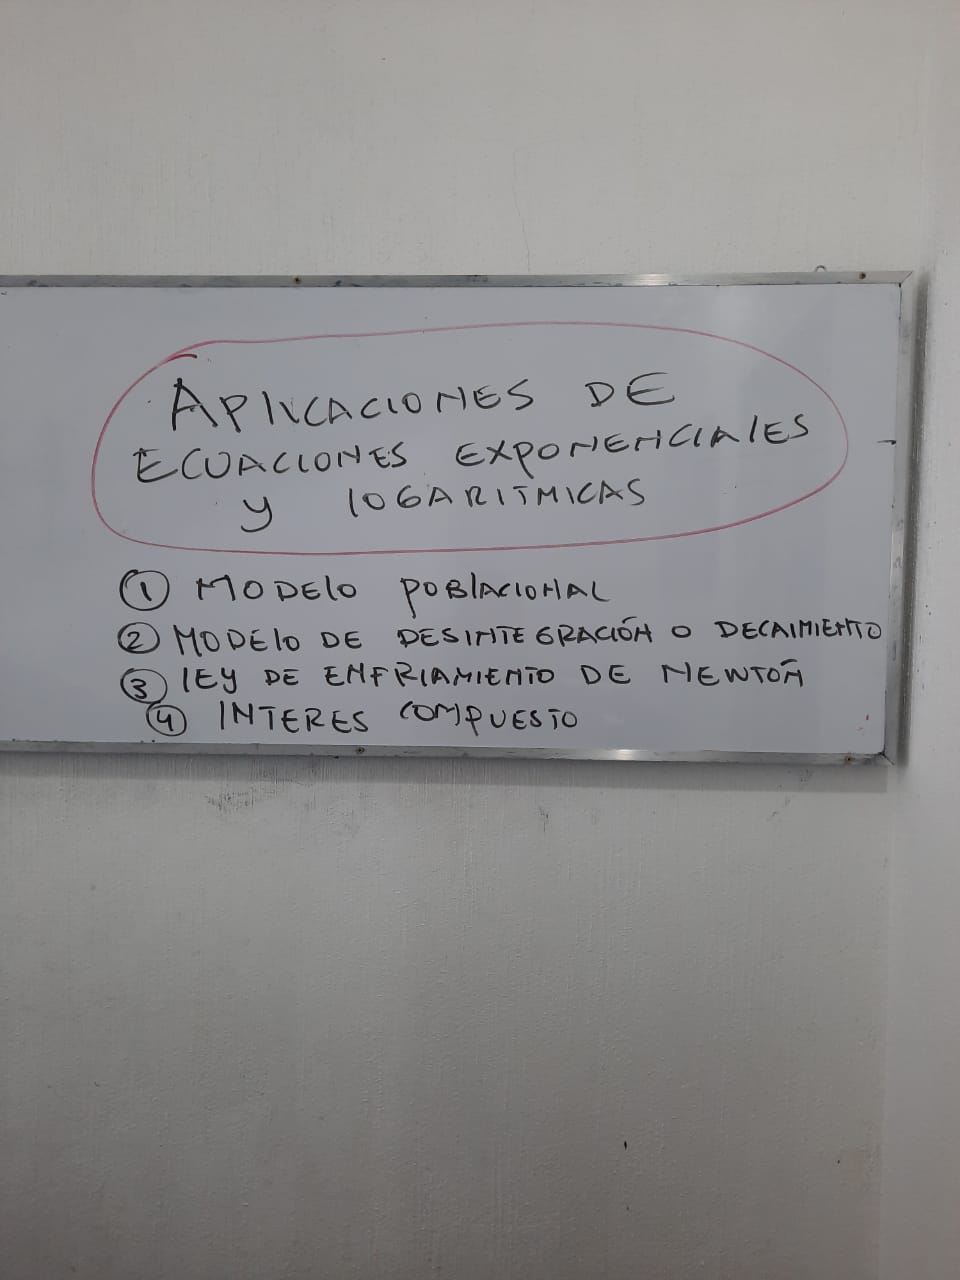 APLICACIONES DE
ECUACIONES EXPONENCIALES
y LOGARITMICAS
① MODELO POBLACIONAL
② MODELO DE DESINTEGRACIÓN O DECAIMIENTO
③ LEY DE ENFRIAMIENTO DE NEWTON
④ INTERES COMPUESTO